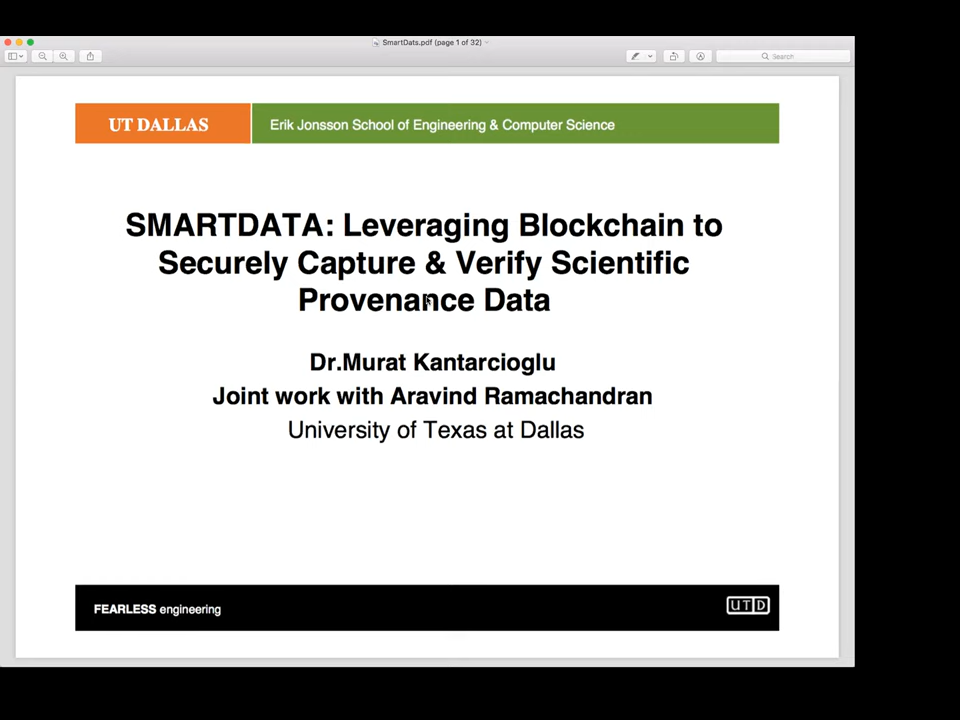 SmartDats.pdf (page 1 of 32)
Search
UT DALLAS
Erik Jonsson School of Engineering & Computer Science
SMARTDATA: Leveraging Blockchain to
Securely Capture & Verify Scientific
Provenance Data
Dr.Murat Kantarcioglu
Joint work with Aravind Ramachandran
University of Texas at Dallas
FEARLESS engineering
UTD